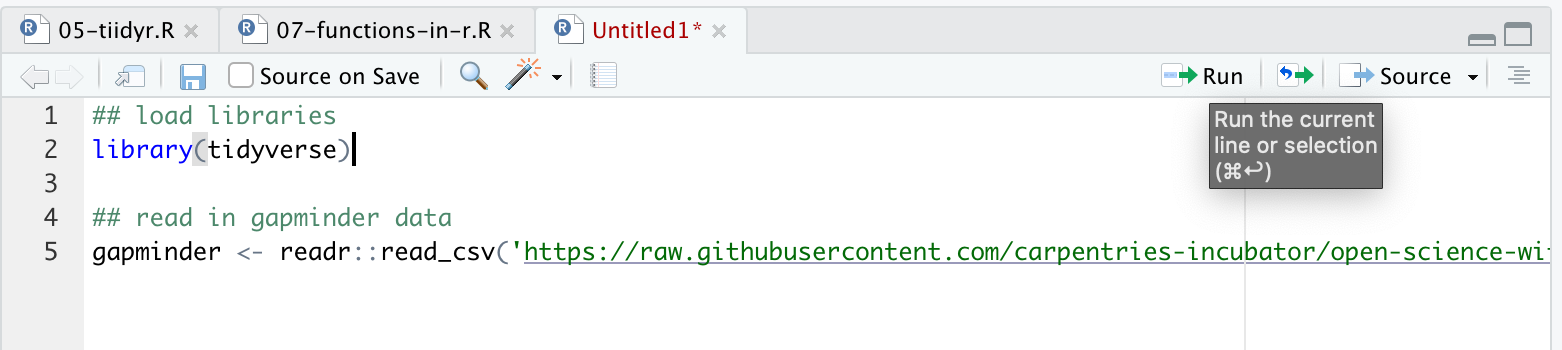 R 05-tiidyr.R × R 07-functions-in-r.R × R Untitled1* ×
Source on Save Run Source
1 ## load libraries
2 library(tidyverse)
3
4 ## read in gapminder data
5 gapminder <- readr::read_csv('https://raw.githubusercontent.com/carpentries-incubator/open-science-wi
Run the current
line or selection
(⌘↩)